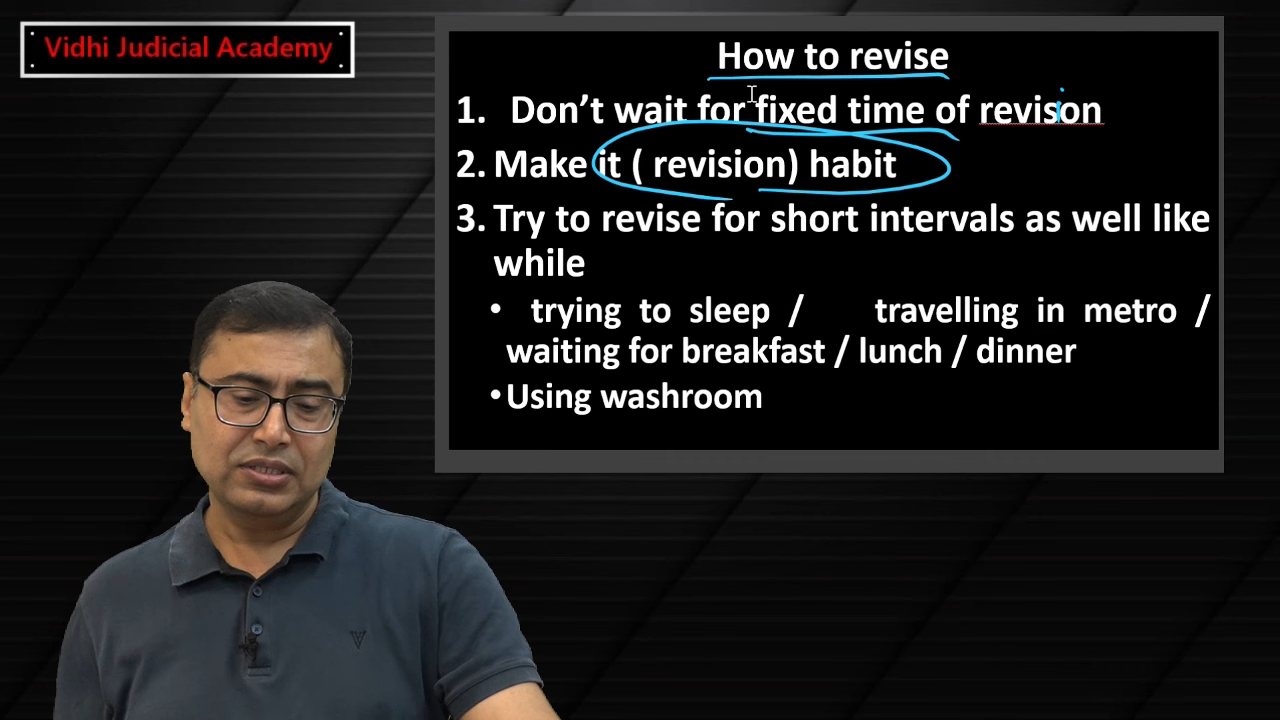 Vidhi Judicial Academy
How to revise
1. Don’t wait for fixed time of revison
2. Make it ( revision) habit
3. Try to revise for short intervals as well like
while
• trying to sleep / travelling in metro /
waiting for breakfast / lunch / dinner
• Using washroom